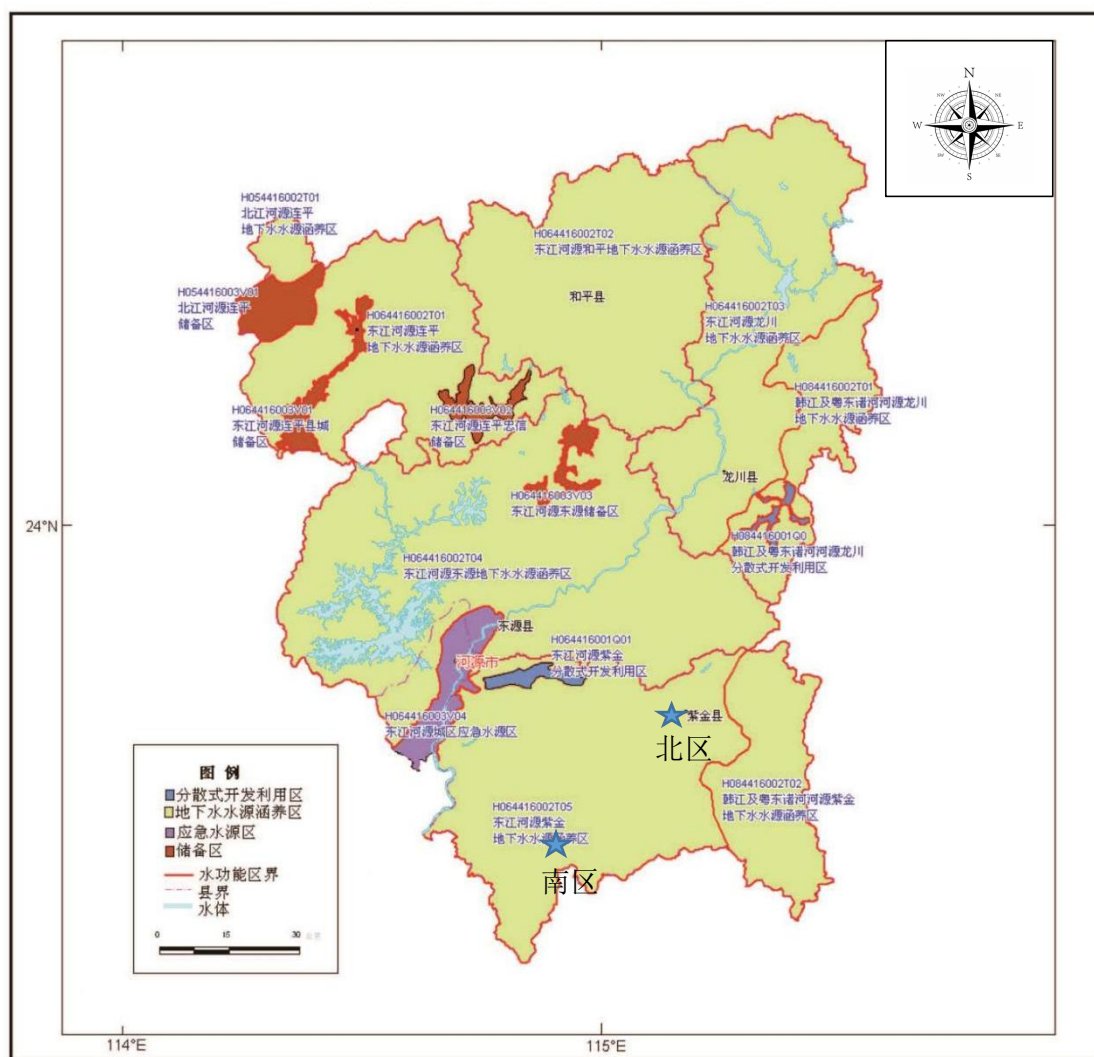 N
NW
NE
W
E
SW
SE
S
H054416002T01
北江河源连平
地下水水源涵养区
H064416002T02
东江河源和平地下水水源涵养区
H054416003V01
北江河源连平
储备区
和平县
H064416002T01
东江河源连平
地下水水源涵养区
H064416002T03
东江河源龙川
地下水水源涵养区
H084416002T01
韩江及粤东诸河河源龙川
地下水水源涵养区
H064416003V01
东江河源连平县城
储备区
H064416003V02
东江河源连平忠信
储备区
龙川县
H064416003V03
东江河源东源储备区
24°N
H084416001Q0
韩江及粤东诸河河源龙川
分散式开发利用区
H064416002T04
东江河源东源地下水水源涵养区
东源县
H064416001Q01
东江河源紫金
分散式开发利用区
河源市
H064416003V04
东江河源城区应急水源区
紫金县
北区
H084416002T02
韩江及粤东诸河河源紫金
地下水水源涵养区
H064416002T05
东江河源紫金
地下水水源涵养区
南区
图 例
分散式开发利用区
地下水水源涵养区
应急水源区
储备区
水功能区界
县界
水体
0 15 30
114°E
115°E